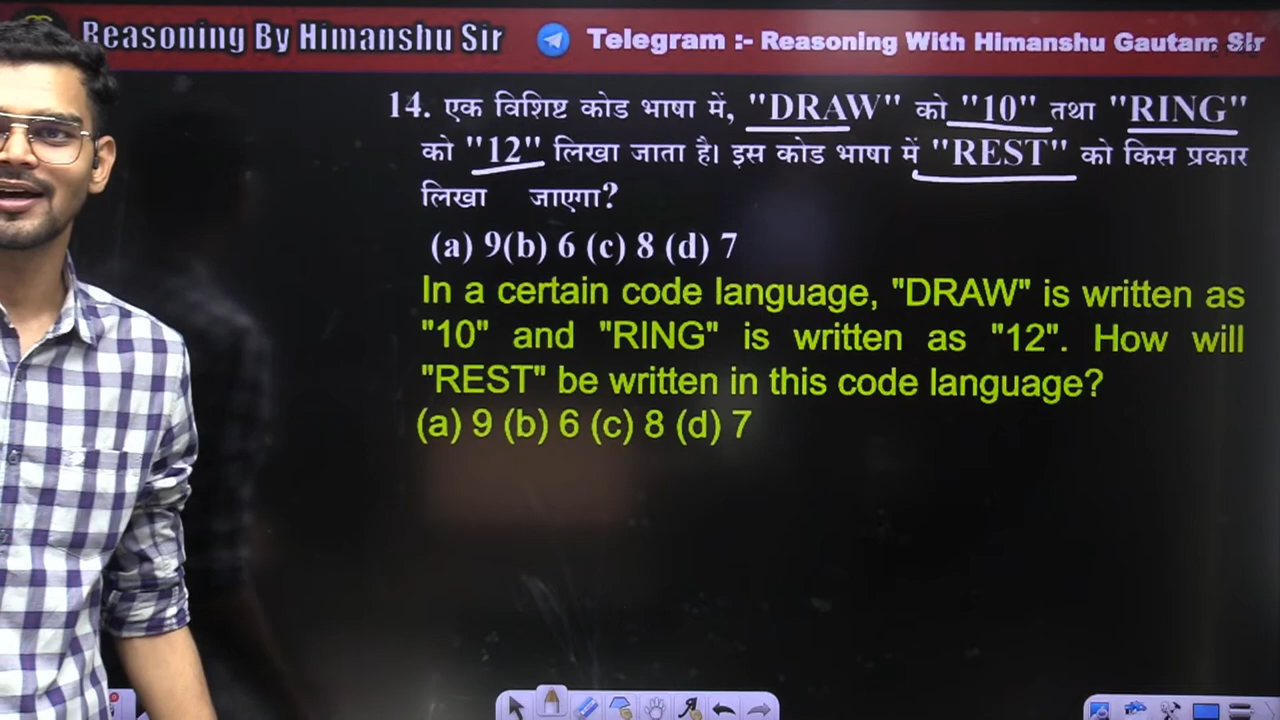 Reasoning By Himanshu Sir
Telegram :- Reasoning With Himanshu Gautam Sir
14. एक विशिष्ट कोड भाषा में, "DRAW" को "10" तथा "RING"
को "12" लिखा जाता है। इस कोड भाषा में "REST" को किस प्रकार
लिखा जाएगा?
(a) 9(b) 6 (c) 8 (d) 7
In a certain code language, "DRAW" is written as
"10" and "RING" is written as "12". How will
"REST" be written in this code language?
(a) 9 (b) 6 (c) 8 (d) 7